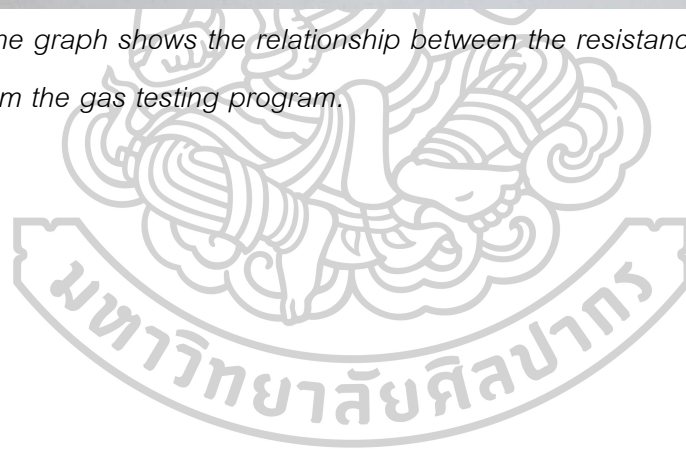 ne graph shows the relationship between the resistanc
m the gas testing program.
มหาวิทยาลัยศิลปากร